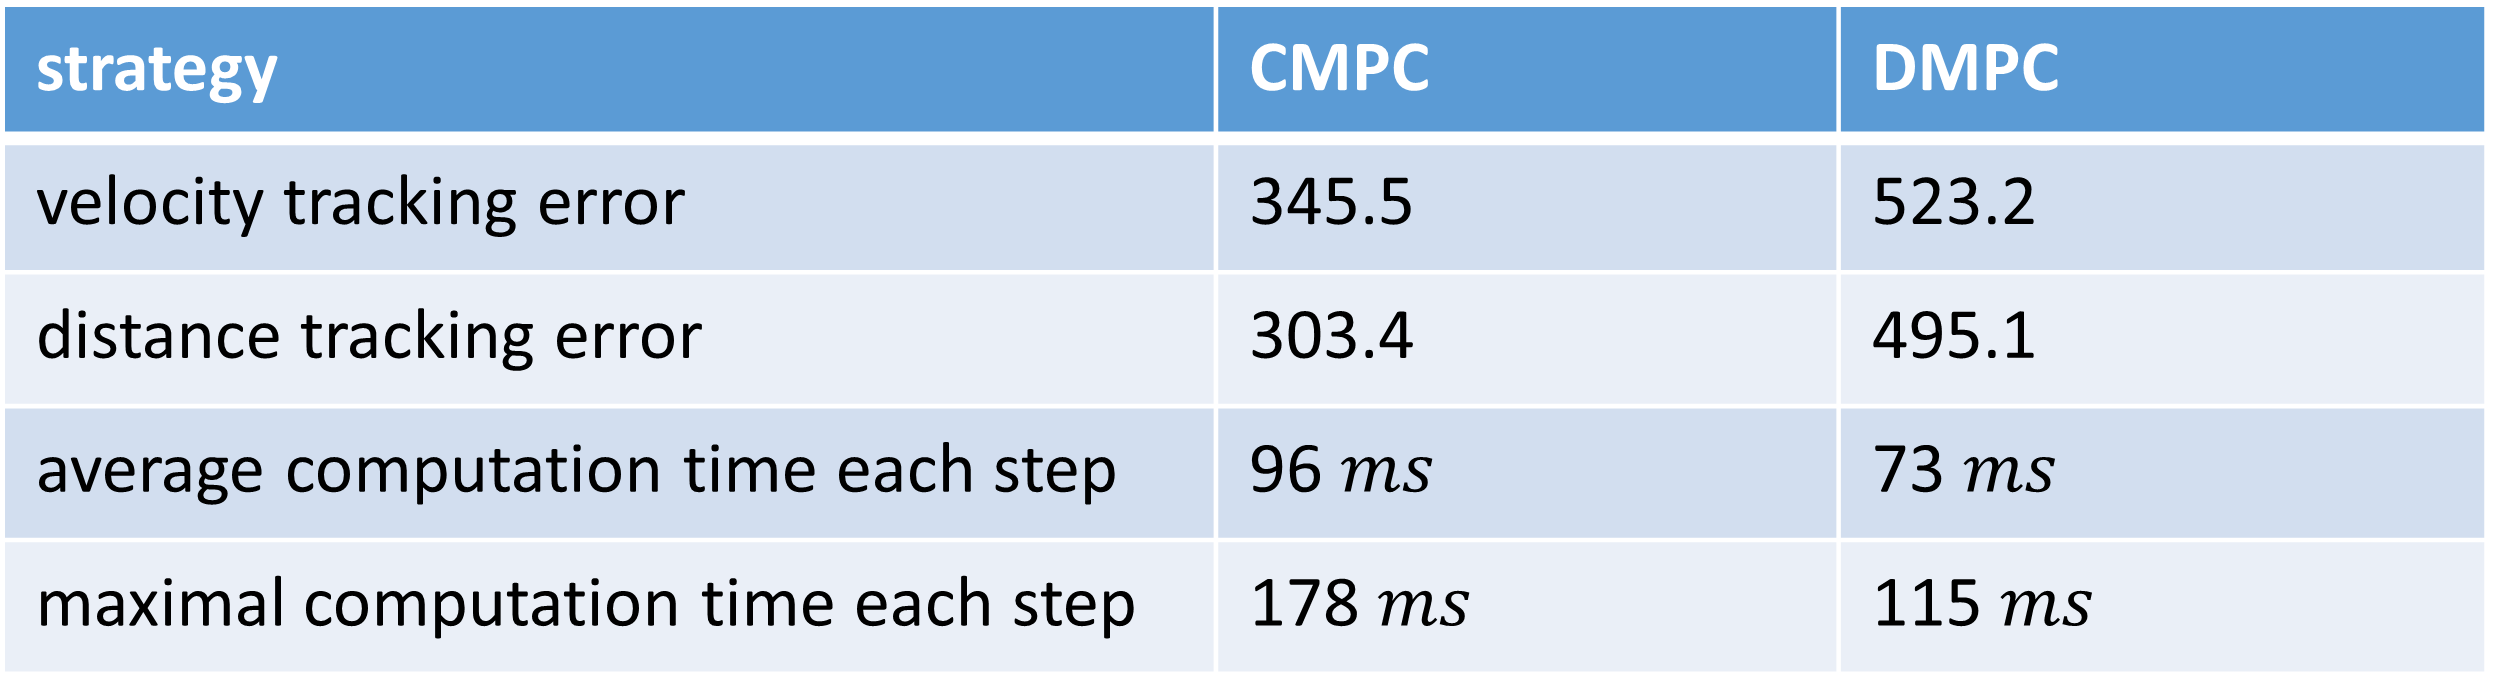 strategy CMPC DMPC
velocity tracking error 345.5 523.2
distance tracking error 303.4 495.1
average computation time each step 96 ms 73 ms
maximal computation time each step 178 ms 115 ms